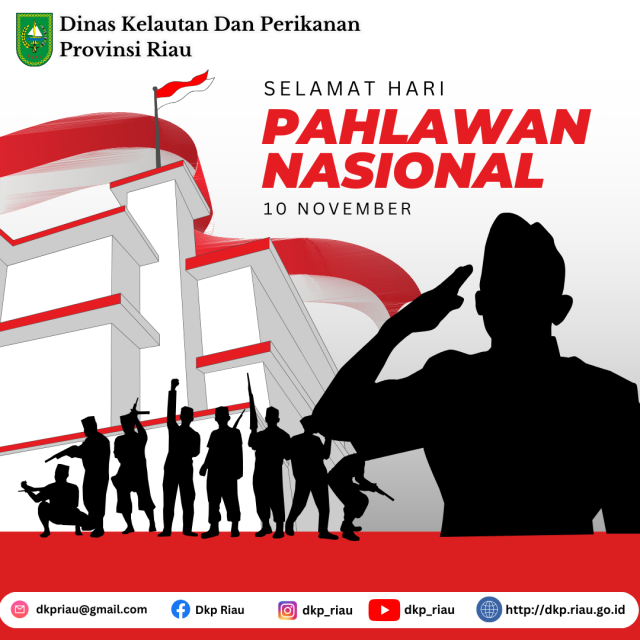 Dinas Kelautan Dan Perikanan
Provinsi Riau
SELAMAT HARI
PAHLAWAN
NASIONAL
10 NOVEMBER
dkpriau@gmail.com
Dkp Riau
dkp_riau
dkp_riau
http://dkp.riau.go.id